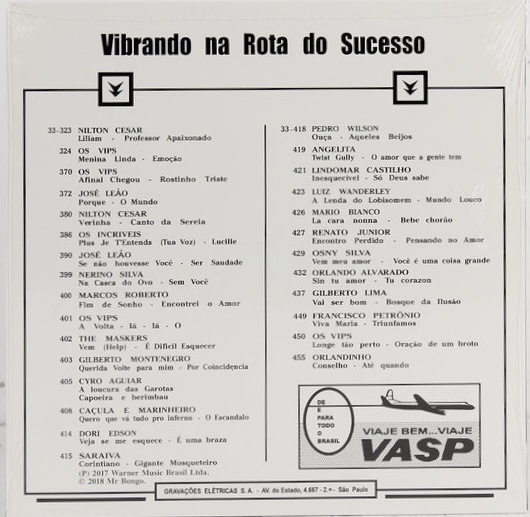 Vibrando na Rota do Sucesso
33-323 NILTON CESAR
Liliam - Professor Apaixonado
324 OS VIPS
Menina Linda - Emoção
370 OS VIPS
Afinal Chegou - Rostinho Triste
372 JOSÉ LEÃO
Porque - O Mundo
380 NILTON CESAR
Verinha - Canto da Sereia
386 OS INCRIVEIS
Plus Je T'Entends (Tua Voz) - Lucille
390 JOSÉ LEÃO
Se não houvesse Você - Ser Saudade
399 NERINO SILVA
Na Casca do Ovo - Sem Você
400 MARCOS ROBERTO
Fim de Sonho - Encontrei o Amor
401 OS VIPS
A Volta - Iá - Iá - O
402 THE MASKERS
Vem (Help) - É Dificil Esquecer
403 GILBERTO MONTENEGRO
Querida Volte para mim - Por Coincidência
405 CYRO AGUIAR
A loucura das Garotas
Capoeira e berimbau
408 CAÇULA E MARINHEIRO
Quero que vá tudo pro inferno - O Escandalo
414 DORI EDSON
Veja se me esquece - É uma braza
415 SARAIVA
Corintiano - Gigante Mosqueteiro
(P) 2017 Warner Music Brasil Ltda.
© 2018 Mr Bongo.
33-418 PEDRO WILSON
Ouça - Aqueles Beijos
419 ANGELITA
Twist Gully - O amor que a gente tem
421 LINDOMAR CASTILHO
Inesquecivel - Só Deus sabe
423 LUIZ WANDERLEY
A Lenda do Lobisomem - Mundo Louco
426 MARIO BIANCO
La cara nonna - Bebe chorão
427 RENATO JUNIOR
Encontro Perdido - Pensando no Amor
429 OSNY SILVA
Vem meu amor - Você é uma coisa grande
432 ORLANDO ALVARADO
Sin tu amor - Tu corazon
437 GILBERTO LIMA
Vai ser bom - Bosque da Ilusão
449 FRANCISCO PETRÔNIO
Viva Maria - Triunfamos
450 OS VIPS
Longe tão perto - Oração de um broto
455 ORLANDINHO
Conselho - Até quando
DE
E
PARA
TODO
O
BRASIL
VIAJE BEM...VIAJE
VASP
GRAVAÇÕES ELÉTRICAS S.A. - AV. do Estado, 4.667 - 2.º - São Paulo